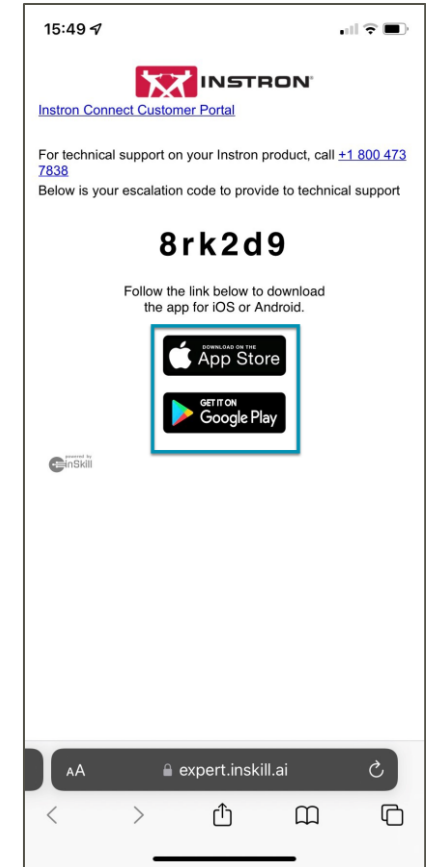 15:49
INSTRON
Instron Connect Customer Portal
For technical support on your Instron product, call +1 800 473
7838
Below is your escalation code to provide to technical support
8rk2d9
Follow the link below to download
the app for iOS or Android.
DOWNLOAD ON THE
App Store
GET IT ON
Google Play
powered by
inSkill
AA
expert.inskill.ai